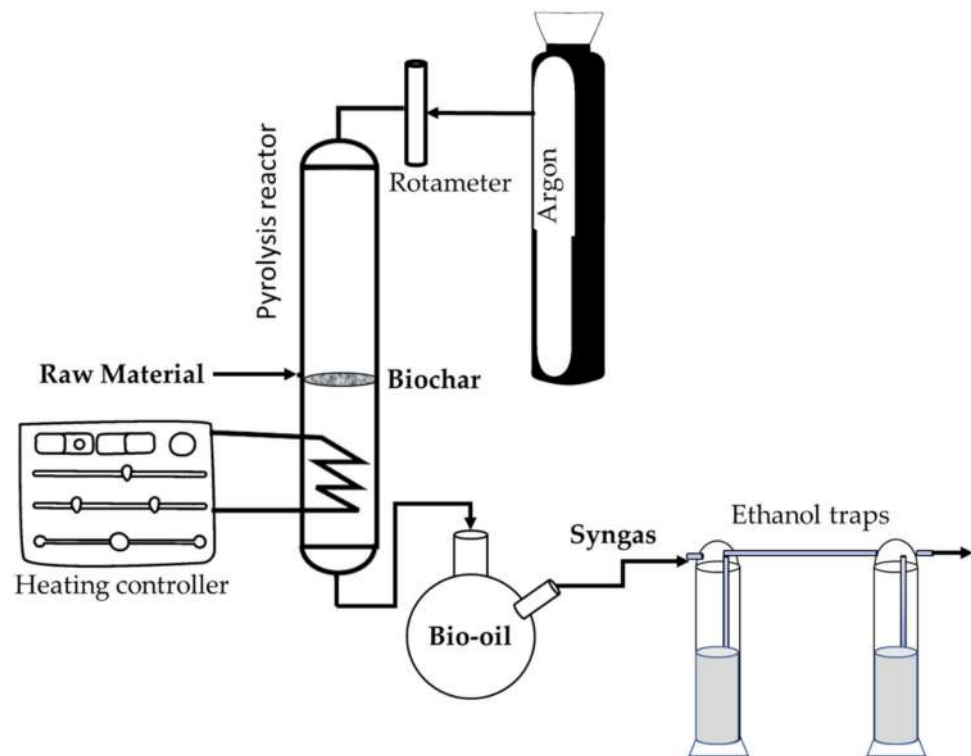 Pyrolysis reactor
Rotameter
Argon
Raw Material
Biochar
Heating controller
Bio-oil
Syngas
Ethanol traps